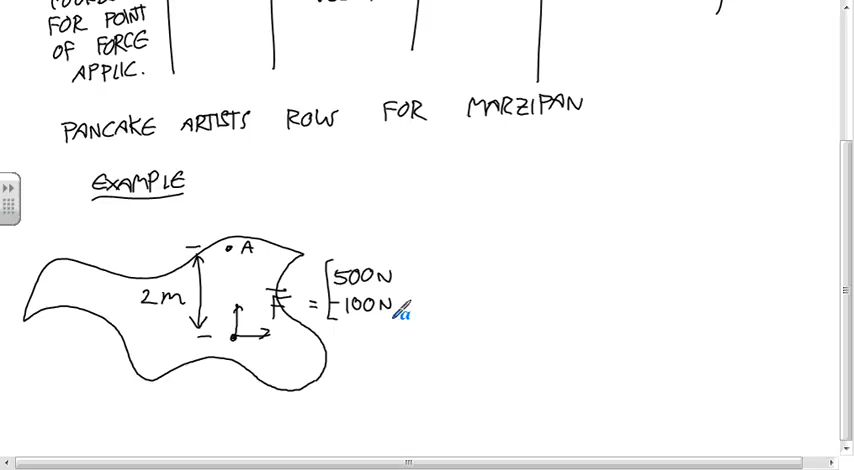 FOR POINT
OF FORCE
APPLIC.
PANCAKE ARTISTS ROW FOR MARZIPAN
EXAMPLE
A
2m
F = [500N
-100N